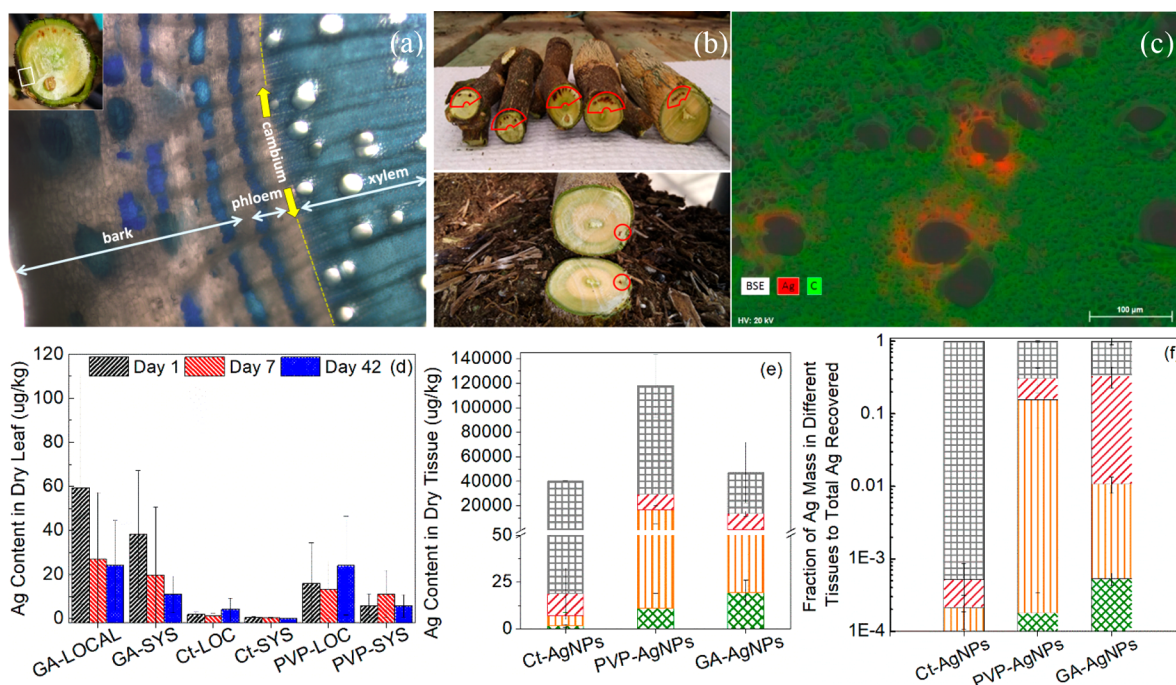 (a)
cambium
phloem
xylem
bark
(b)
(c)
BSE
Ag
C
HV: 20 kV
100 µm
120
100
80
60
40
20
0
Ag Content in Dry Leaf (ug/kg)
Day 1
Day 7
Day 42
(d)
GA-LOCAL
GA-SYS
Ct-LOC
Ct-SYS
PVP-LOC
PVP-SYS
140000
120000
100000
80000
60000
40000
20000
50
25
0
Ag Content in Dry Tissue (ug/kg)
(e)
Ct-AgNPs
PVP-AgNPs
GA-AgNPs
Fraction of Ag Mass in Different
Tissues to Total Ag Recovered
1
0.1
0.01
1E-3
1E-4
(f
Ct-AgNPs
PVP-AgNPs
GA-AgNPs